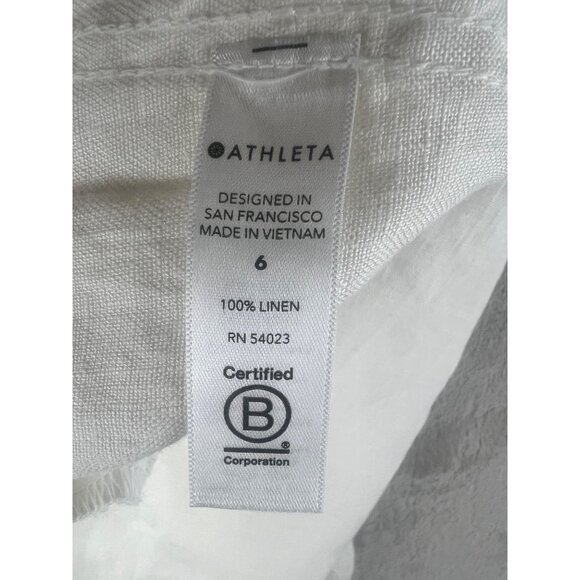 ATHLETA
DESIGNED IN
SAN FRANCISCO
MADE IN VIETNAM
6
100% LINEN
RN 54023
Certified
B
®
Corporation